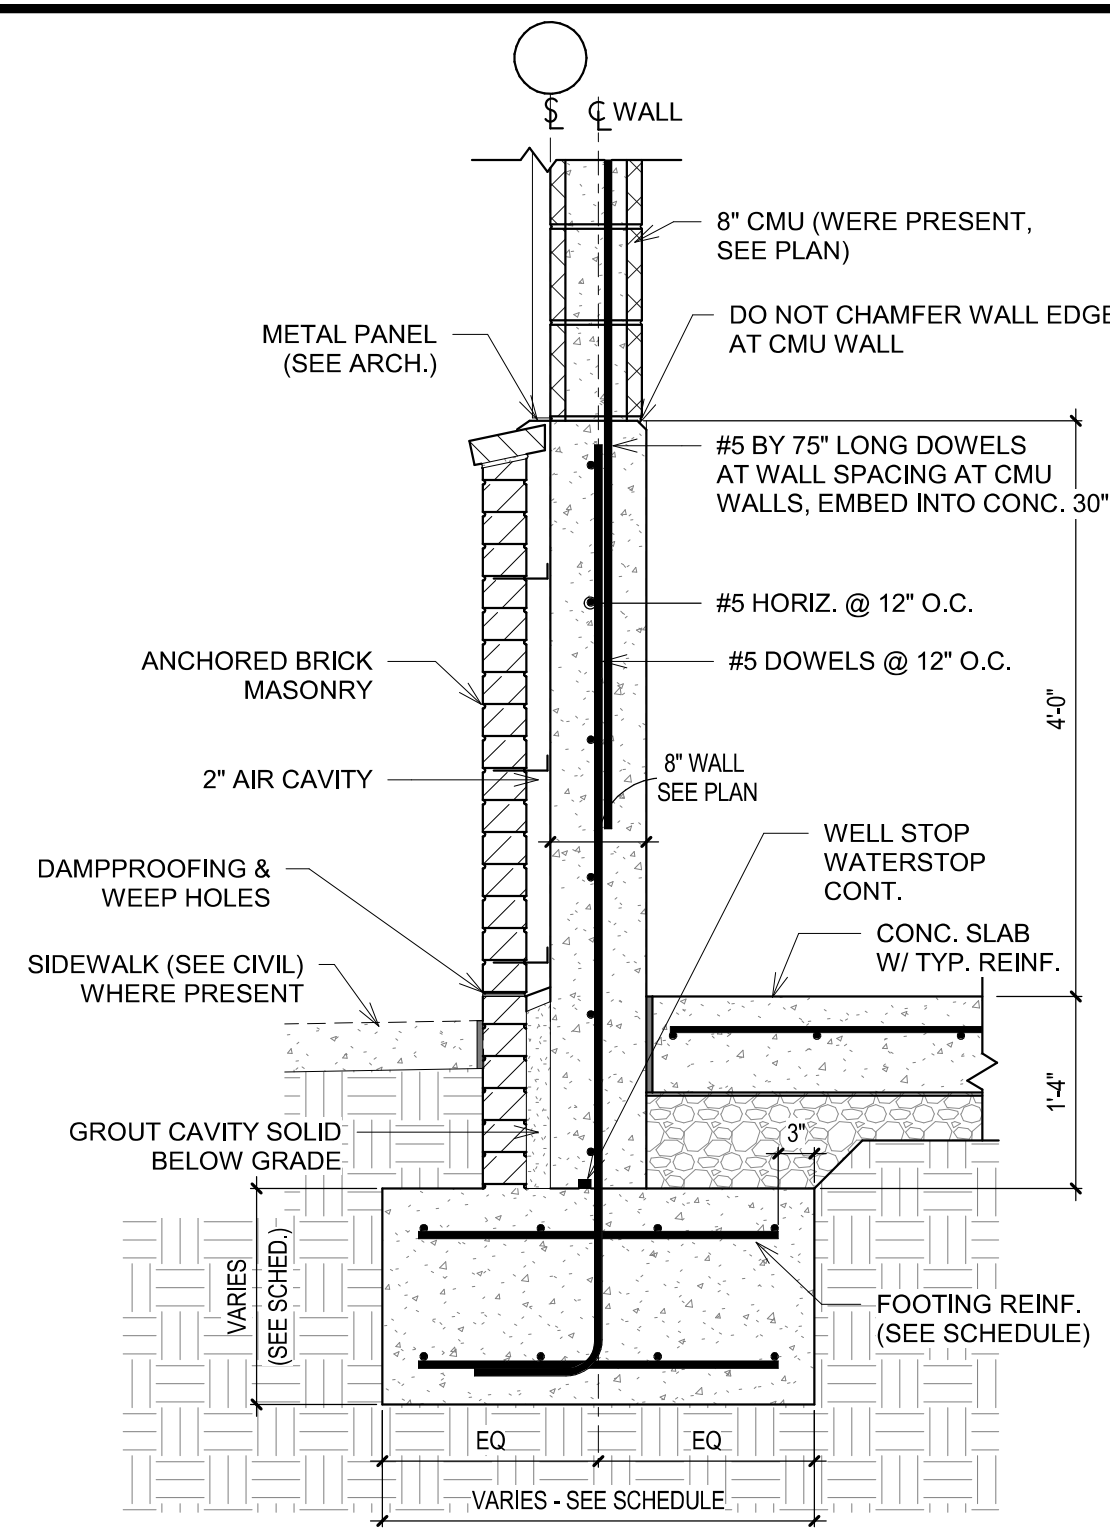 SL
CL WALL
8" CMU (WERE PRESENT,
SEE PLAN)
METAL PANEL
(SEE ARCH.)
DO NOT CHAMFER WALL EDGE
AT CMU WALL
#5 BY 75" LONG DOWELS
AT WALL SPACING AT CMU
WALLS, EMBED INTO CONC. 30"
#5 HORIZ. @ 12" O.C.
#5 DOWELS @ 12" O.C.
ANCHORED BRICK
MASONRY
4'-0"
2" AIR CAVITY
8" WALL
SEE PLAN
WELL STOP
WATERSTOP
CONT.
DAMPPROOFING &
WEEP HOLES
CONC. SLAB
W/ TYP. REINF.
SIDEWALK (SEE CIVIL)
WHERE PRESENT
1'-4"
GROUT CAVITY SOLID
BELOW GRADE
3"
VARIES
(SEE SCHED.)
FOOTING REINF.
(SEE SCHEDULE)
EQ
EQ
VARIES - SEE SCHEDULE